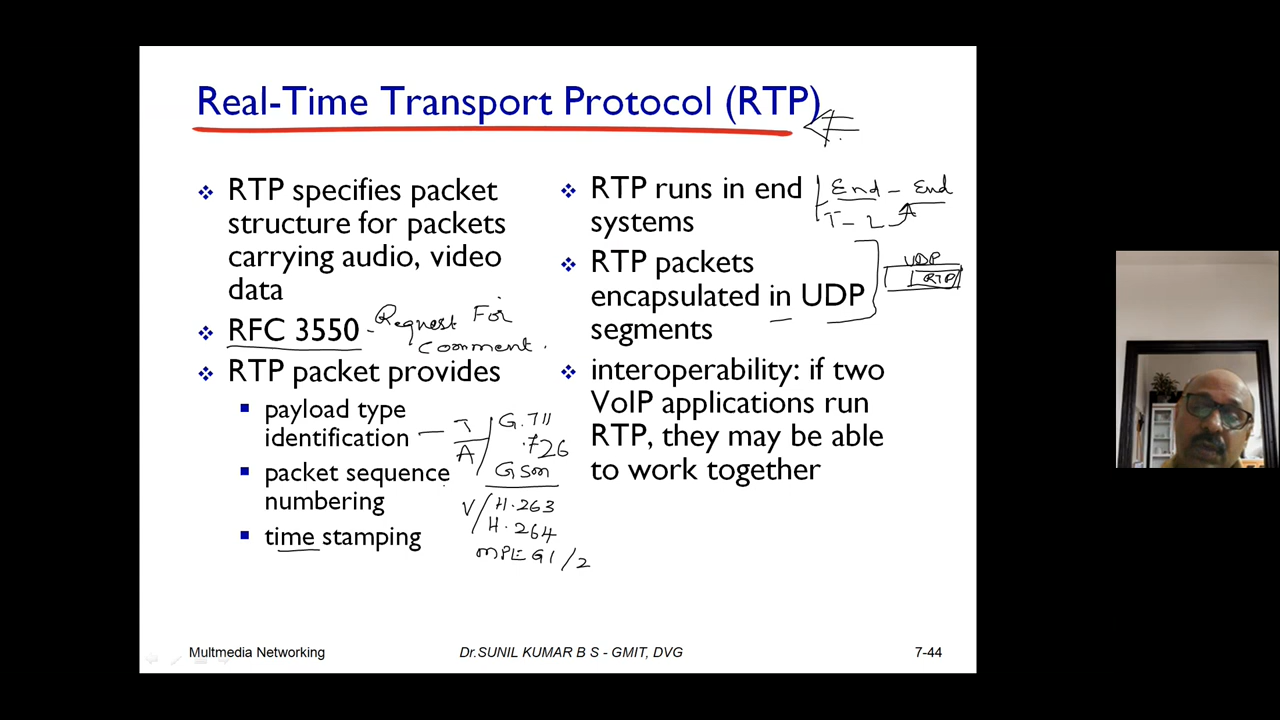 Real-Time Transport Protocol (RTP)
❖ RTP specifies packet
structure for packets
carrying audio, video
data
❖ RFC 3550 - Request For
Comment.
❖ RTP packet provides
▪ payload type
identification
▪ packet sequence
numbering
▪ time stamping
T
A
G.711
.726
GSM
V
H.263
H.264
MPEG1/2
❖ RTP runs in end
systems
End - End
T - L
❖ RTP packets
encapsulated in UDP
segments
UDP
RTP
❖ interoperability: if two
VoIP applications run
RTP, they may be able
to work together
Multmedia Networking
Dr.SUNIL KUMAR B S - GMIT, DVG
7-44